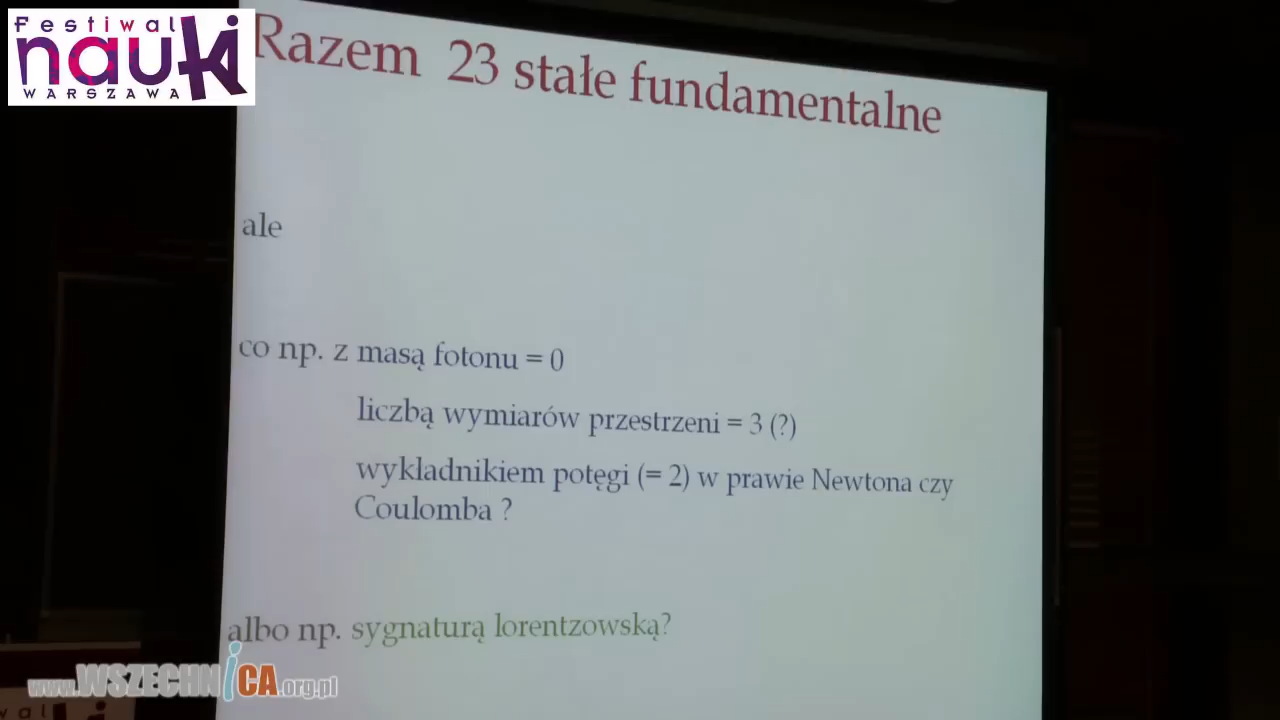 Festiwal
nauki
WARSZAWA
Razem 23 stałe fundamentalne
ale
co np. z masą fotonu = 0
liczbą wymiarów przestrzeni = 3 (?)
wykładnikiem potęgi (= 2) w prawie Newtona czy
Coulomba ?
albo np. sygnaturą lorentzowską?
www.WSZECHNICA.org.pl
wal